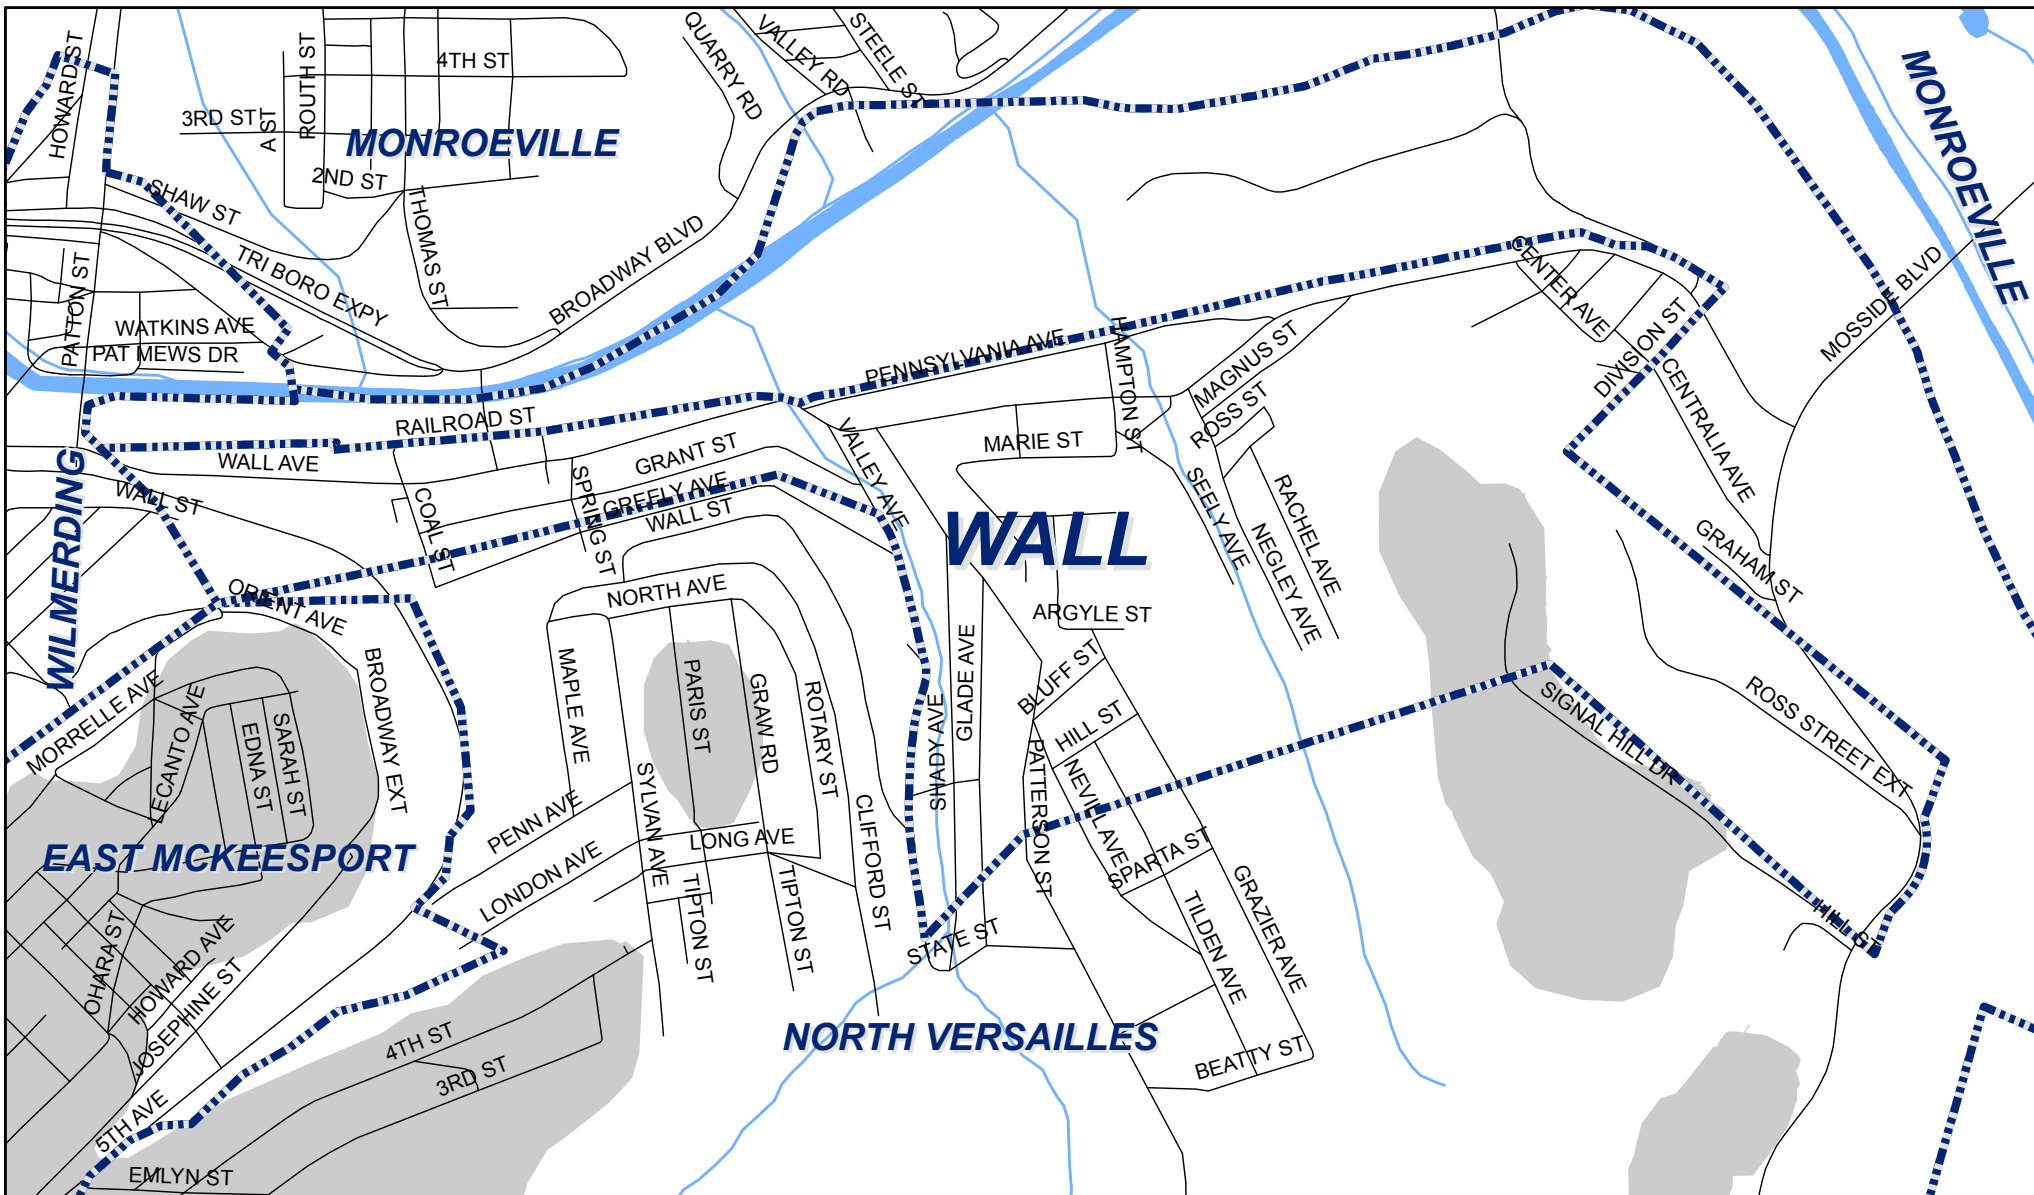 HOWARD ST
ROUTH ST
4TH ST
QUARRY RD
VALLEY RD
STEELE ST
MONROEVILLE
3RD ST
A ST
MONROEVILLE
2ND ST
SHAW ST
THOMAS ST
BROADWAY BLVD
TRI BORO EXPY
PATTON ST
WATKINS AVE
PAT MEWS DR
CENTER AVE
MOSSIDE BLVD
DIVISION ST
PENNSYLVANIA AVE
HAMPTON ST
MAGNUS ST
ROSS ST
CENTRALIA AVE
RAILROAD ST
WALL AVE
GRANT ST
VALLEY AVE
MARIE ST
WILMERDING
WALL ST
COAL ST
SPRING ST
GREELY AVE
WALL ST
WALL
SEELY AVE
RACHEL AVE
NEGLEY AVE
GRAHAM ST
ORIENT AVE
NORTH AVE
ARGYLE ST
BLUFF ST
MORRELLE AVE
LECANTO AVE
EDNA ST
SARAH ST
BROADWAY EXT
MAPLE AVE
PARIS ST
GRAW RD
ROTARY ST
SHADY AVE
GLADE AVE
HILL ST
PATTERSON ST
NEVILL AVE
SIGNAL HILL DR
ROSS STREET EXT
EAST MCKEESPORT
PENN AVE
LONDON AVE
SYLVAN AVE
LONG AVE
CLIFFORD ST
SPARTA ST
TIPTON ST
TIPTON ST
STATE ST
TILDEN AVE
GRAZIER AVE
HILL ST
OHARA ST
HOWARD AVE
JOSEPHINE ST
4TH ST
3RD ST
NORTH VERSAILLES
BEATTY ST
5TH AVE
EMLYN ST